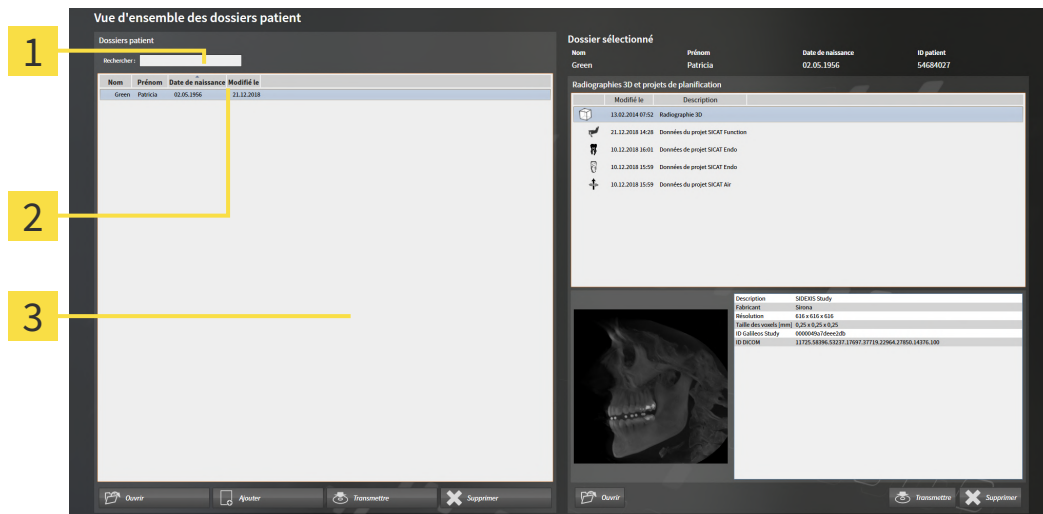 Vue d'ensemble des dossiers patient
1
Dossiers patient
Rechercher :
Nom Prénom Date de naissance Modifié le
Green Patricia 02.05.1956 21.12.2018
2
3
Ouvrir Ajouter Transmettre Supprimer
Dossier sélectionné
Nom Prénom Date de naissance ID patient
Green Patricia 02.05.1956 54684027
Radiographies 3D et projets de planification
Modifié le Description
13.02.2014 07:52 Radiographie 3D
21.12.2018 14:28 Données du projet SICAT Function
10.12.2018 16:01 Données de projet SICAT Endo
10.12.2018 15:59 Données de projet SICAT Endo
10.12.2018 15:59 Données du projet SICAT Air
Description SIDEXIS Study
Fabricant Sirona
Résolution 616 x 616 x 616
Taille des voxels [mm] 0,25 x 0,25 x 0,25
ID Galileos Study 0000049a7deee2db
ID DICOM 11725.58396.53237.17697.37719.22964.27850.14376.100
Ouvrir Transmettre Supprimer